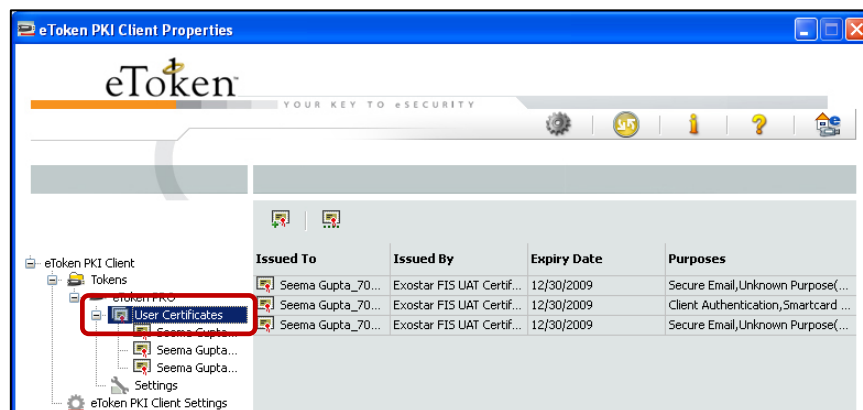 eToken PKI Client Properties
eToken
YOUR KEY TO eSECURITY
Issued To Issued By Expiry Date Purposes
Seema Gupta_70... Exostar FIS UAT Certif... 12/30/2009 Secure Email,Unknown Purpose(...
Seema Gupta_70... Exostar FIS UAT Certif... 12/30/2009 Client Authentication,Smartcard ...
Seema Gupta_70... Exostar FIS UAT Certif... 12/30/2009 Secure Email,Unknown Purpose(...
eToken PKI Client
Tokens
eToken PRO
User Certificates
Seema Gupta...
Seema Gupta...
Seema Gupta...
Settings
eToken PKI Client Settings